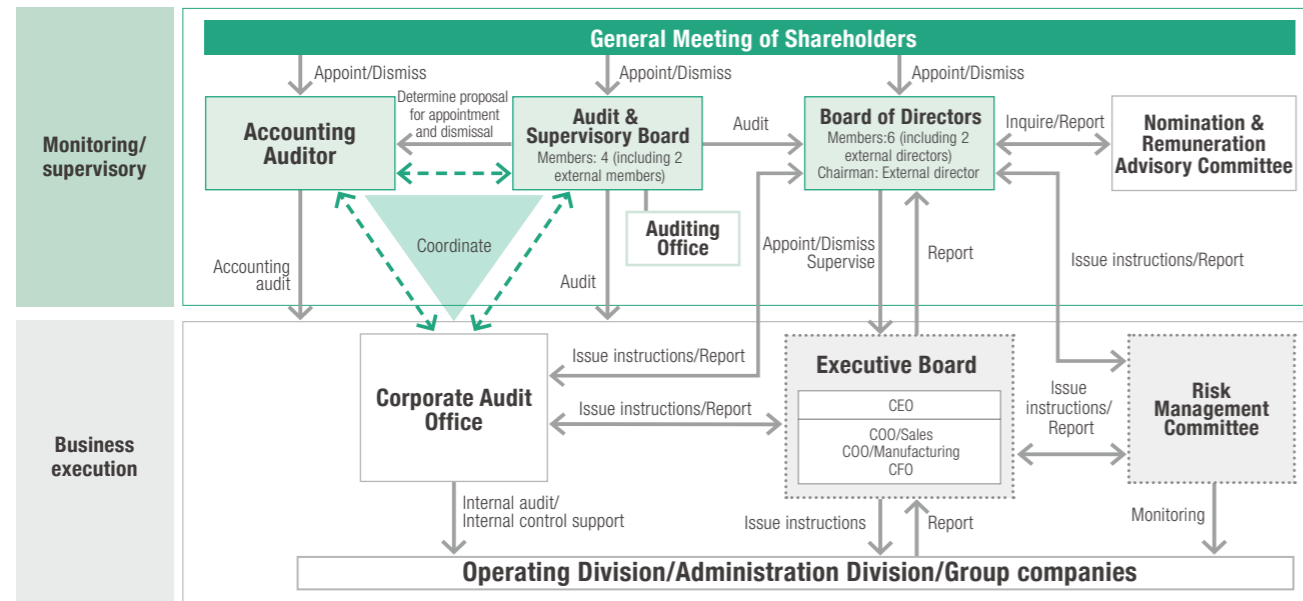 General Meeting of Shareholders
Appoint/Dismiss
Appoint/Dismiss
Appoint/Dismiss
Monitoring/
supervisory
Accounting
Auditor
Determine proposal
for appointment
and dismissal
Audit &
Supervisory Board
Members: 4 (including 2
external members)
Audit
Board of Directors
Members:6 (including 2
external directors)
Chairman: External director
Inquire/Report
Nomination &
Remuneration
Advisory Committee
Auditing
Office
Coordinate
Accounting
audit
Audit
Appoint/Dismiss
Supervise
Report
Issue instructions/Report
Business
execution
Corporate Audit
Office
Issue instructions/Report
Issue instructions/Report
Executive Board
CEO
COO/Sales
COO/Manufacturing
CFO
Issue
instructions/
Report
Risk
Management
Committee
Internal audit/
Internal control support
Issue instructions
Report
Monitoring
Operating Division/Administration Division/Group companies